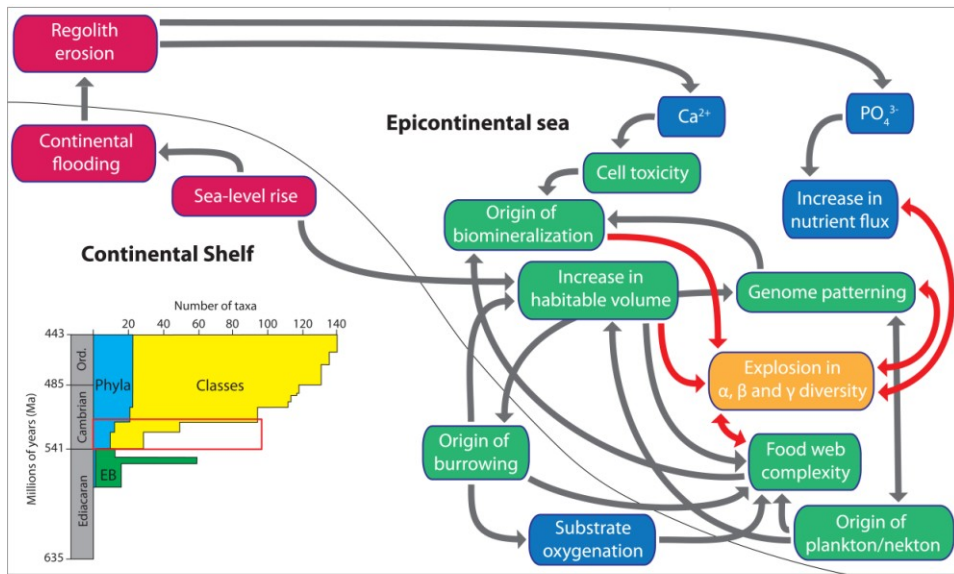 Regolith
erosion
Continental
flooding
Sea-level rise
Epicontinental sea
Ca²⁺
PO₄³⁻
Cell toxicity
Origin of
biomineralization
Increase in
nutrient flux
Increase in
habitable volume
Genome patterning
Explosion in
α, β and γ diversity
Origin of
burrowing
Food web
complexity
Substrate
oxygenation
Origin of
plankton/nekton
Continental Shelf
Number of taxa
20 40 60 80 100 120 140
443
485
541
635
Millions of years (Ma)
Ord.
Cambrian
Ediacaran
Phyla
Classes
EB